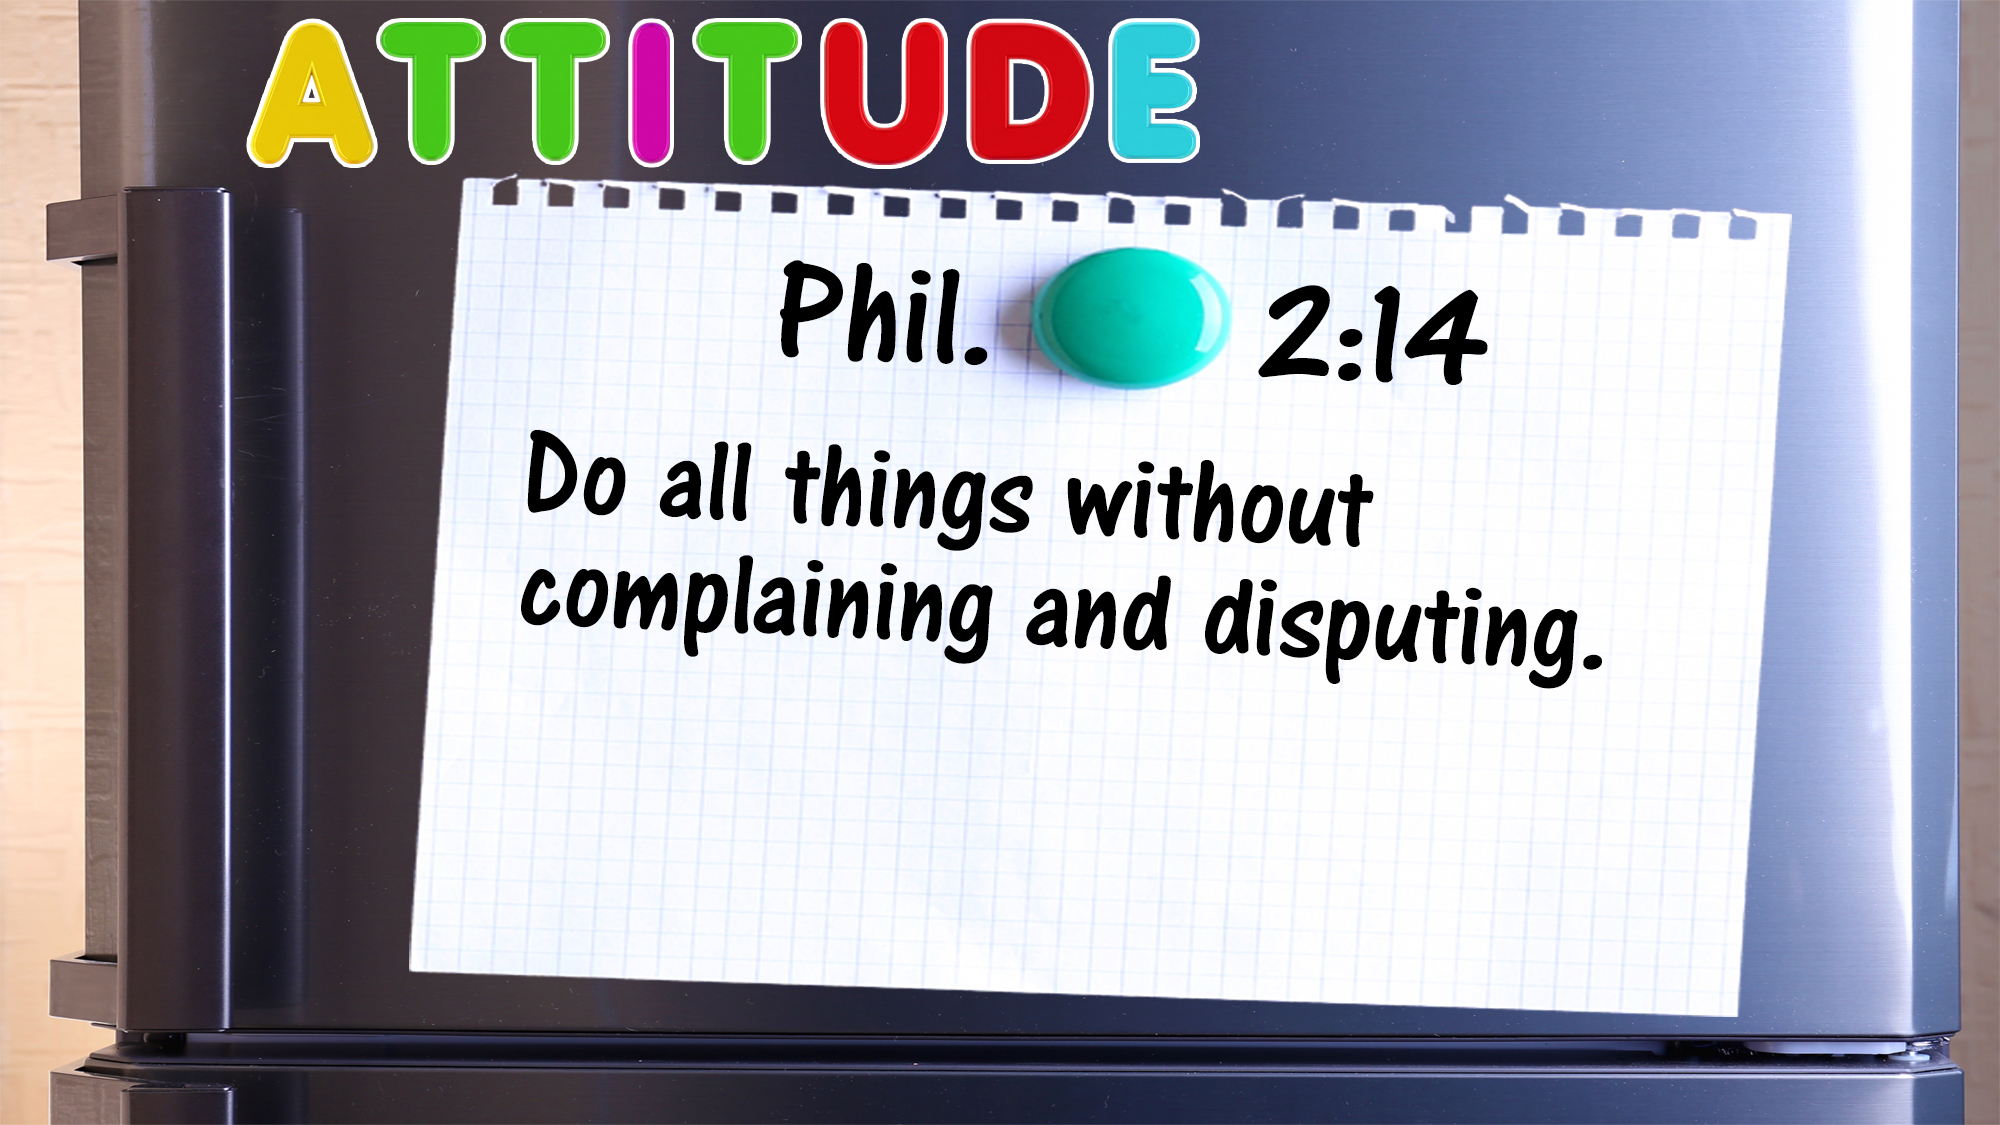 ATTITUDE
Phil. 2:14
Do all things without
complaining and disputing.